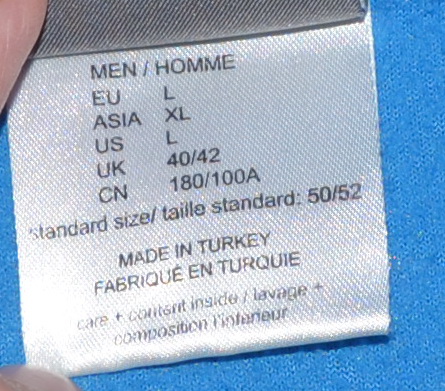 MEN / HOMME
EU L
ASIA XL
US L
UK 40/42
CN 180/100A
standard size/ taille standard: 50/52
MADE IN TURKEY
FABRIQUÉ EN TURQUIE
care + content inside / lavage +
composition l'interieur